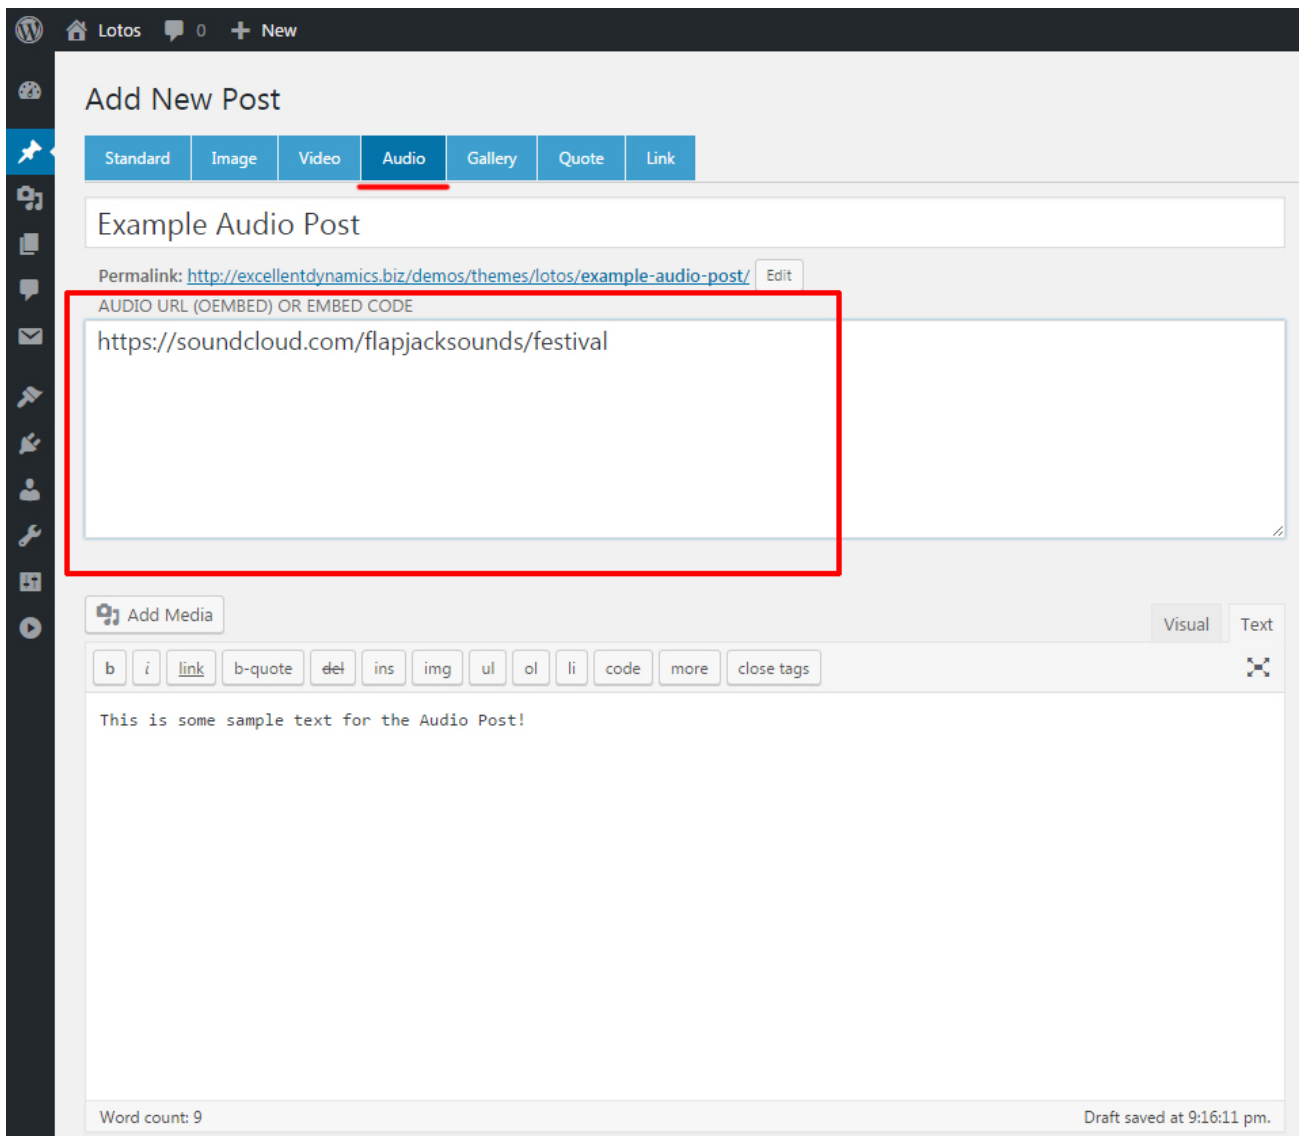 Lotos 0 New
Add New Post
Standard Image Video Audio Gallery Quote Link
Example Audio Post
Permalink: http://excellentdynamics.biz/demos/themes/lotos/example-audio-post/ Edit
AUDIO URL (OEMBED) OR EMBED CODE
https://soundcloud.com/flapjacksounds/festival
Add Media
Visual Text
b i link b-quote del ins img ul ol li code more close tags
This is some sample text for the Audio Post!
Word count: 9 Draft saved at 9:16:11 pm.